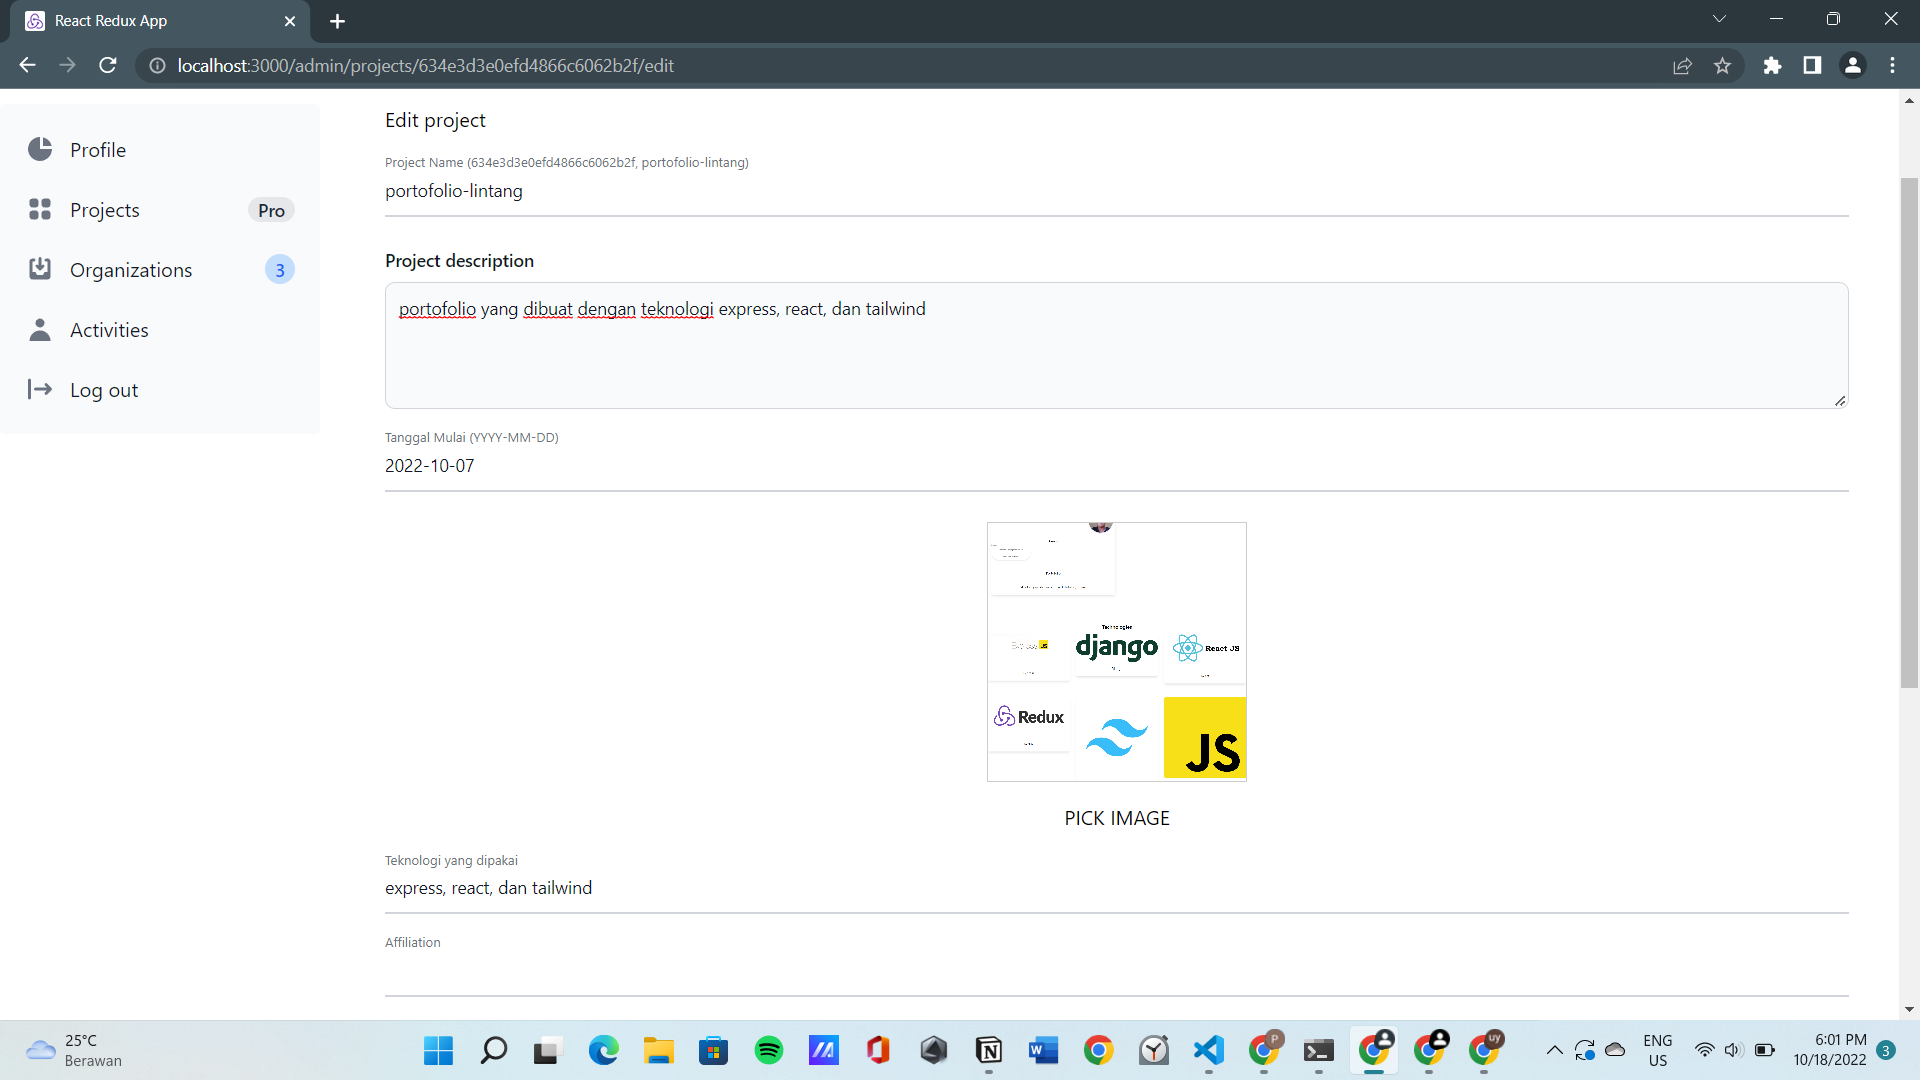 React Redux App
localhost:3000/admin/projects/634e3d3e0efd4866c6062b2f/edit
Profile
Projects
Pro
Organizations
3
Activities
Log out
Edit project
Project Name (634e3d3e0efd4866c6062b2f, portofolio-lintang)
portofolio-lintang
Project description
portofolio yang dibuat dengan teknologi express, react, dan tailwind
Tanggal Mulai (YYYY-MM-DD)
2022-10-07
Technologies
JS
django
React JS
Redux
JS
PICK IMAGE
Teknologi yang dipakai
express, react, dan tailwind
Affiliation
25°C
Berawan
N
W
P
uy
ENG
US
6:01 PM
10/18/2022
3